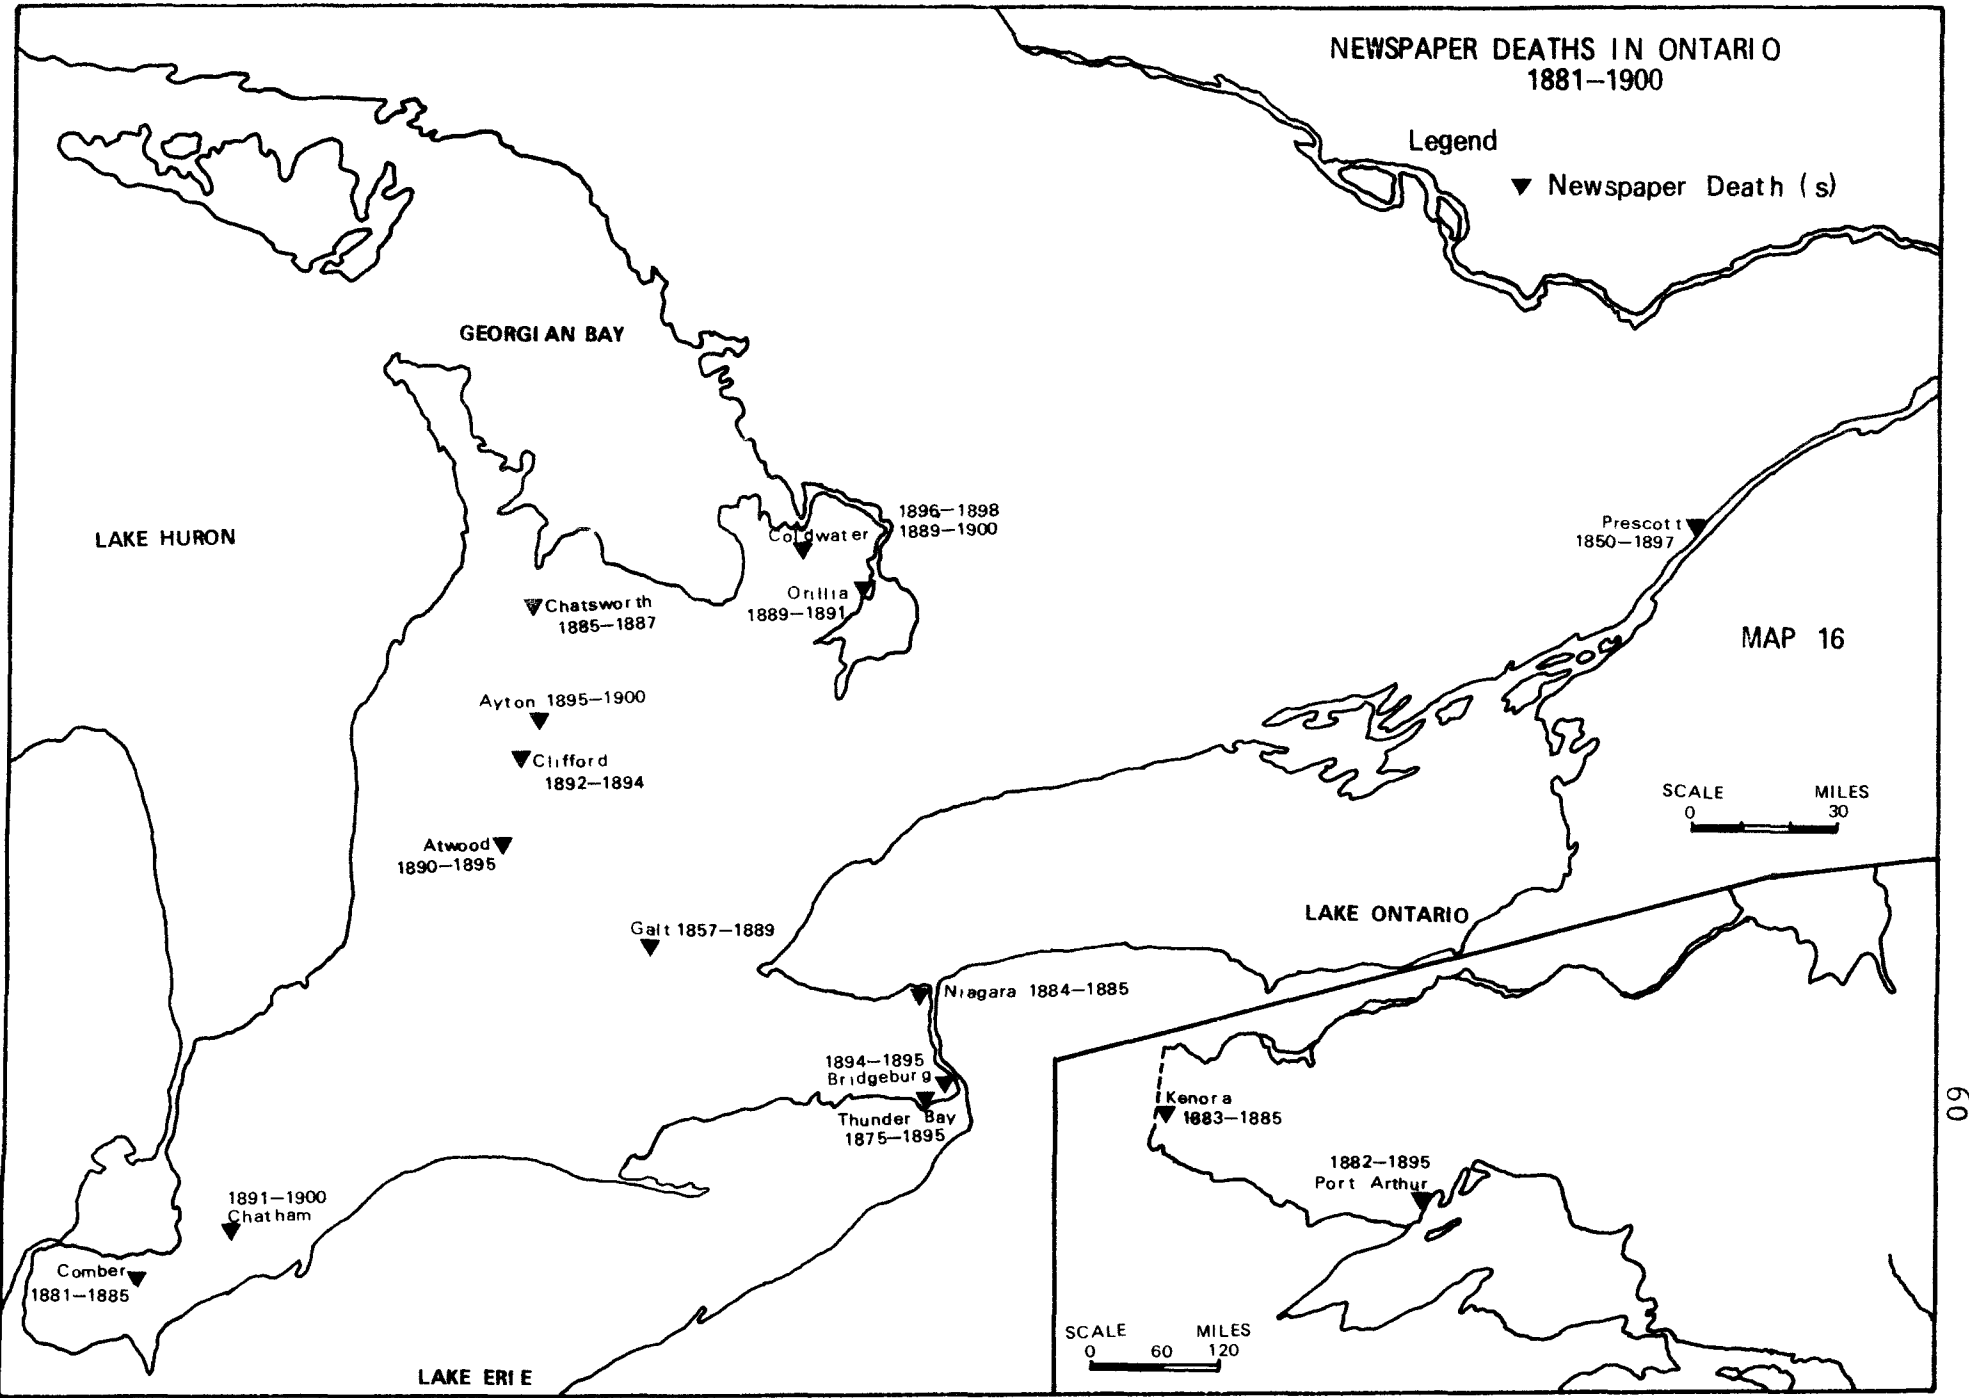 NEWSPAPER DEATHS IN ONTARIO
1881–1900
Legend
Newspaper Death (s)
GEORGIAN BAY
LAKE HURON
1896–1898
1889–1900
Coldwater
Orillia
1889–1891
Prescott
1850–1897
Chatsworth
1885–1887
MAP 16
Ayton 1895–1900
Clifford
1892–1894
SCALE MILES
0 30
Atwood
1890–1895
LAKE ONTARIO
Galt 1857–1889
Niagara 1884–1885
1894–1895
Bridgeburg
Thunder Bay
1875–1895
Kenora
1883–1885
60
1882–1895
Port Arthur
1891–1900
Chatham
Comber
1881–1885
SCALE MILES
0 60 120
LAKE ERIE